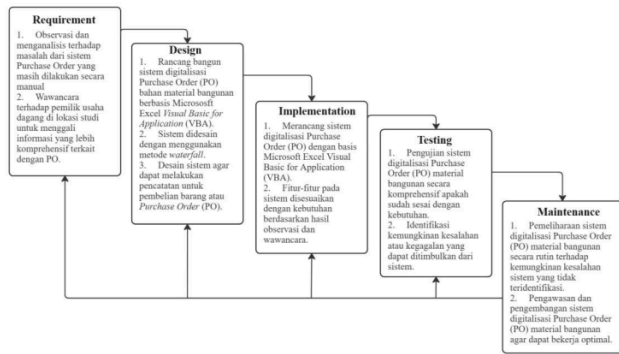 Requirement
1. Observasi dan
menganalisis terhadap
masalah dari sistem
Purchase Order yang
masih dilakukan secara
manual
2. Wawancara
terhadap pemilik usaha
dagang di lokasi studi
untuk menggali
informasi yang lebih
komprehensif terkait
dengan PO.
Design
1. Rancang bangun
sistem digitalisasi
Purchase Order (PO)
bahan material bangunan
berbasis Micrososft
Excel Visual Basic for
Application (VBA).
2. Sistem didesain
dengan menggunakan
metode waterfall.
3. Desain sistem agar
dapat melakukan
pencatatan untuk
pembelian barang atau
Purchase Order (PO).
Implementation
1. Merancang sistem
digitalisasi Purchase
Order (PO) dengan basis
Microsoft Excel Visual
Basic for Application
(VBA).
2. Fitur-fitur pada
sistem disesuaikan
dengan kebutuhan
berdasarkan hasil
observasi dan
wawancara.
Testing
1. Pengujian sistem
digitalisasi Purchase
Order (PO) material
bangunan secara
komprehensif apakah
sudah sesai dengan
kebutuhan.
2. Identifikasi
kemungkinan kesalahan
atau kegagalan yang
dapat ditimbulkan dari
sistem.
Maintenance
1. Pemeliharaan sistem
digitalisasi Purchase Order
(PO) material bangunan
secara rutin terhadap
kemungkinan kesalahan
sistem yang tidak
teridentifikasi.
2. Pengawasan dan
pengembangan sistem
digitalisasi Purchase Order
(PO) material bangunan
agar dapat bekerja optimal.